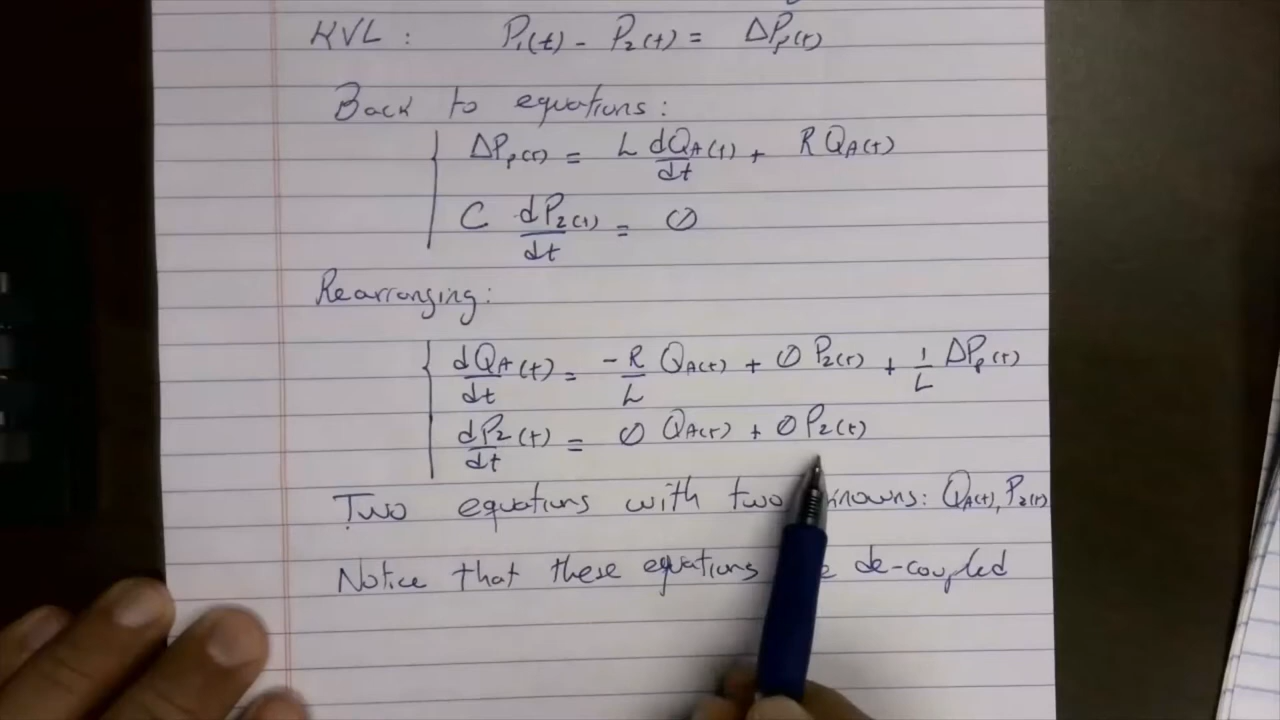 KVL : P₁(t) - P₂(t) = ΔPₚ(t)
Back to equations:
ΔPₚ(t) = L dQA(t)/dt + R QA(t)
C dP₂(t)/dt = 0
Rearranging:
dQA(t)/dt = -R/L QA(t) + 0 P₂(t) + 1/L ΔPₚ(t)
dP₂(t)/dt = 0 QA(t) + 0 P₂(t)
Two equations with two knowns: QA(t), P₂(t)
Notice that these equations de-coupled